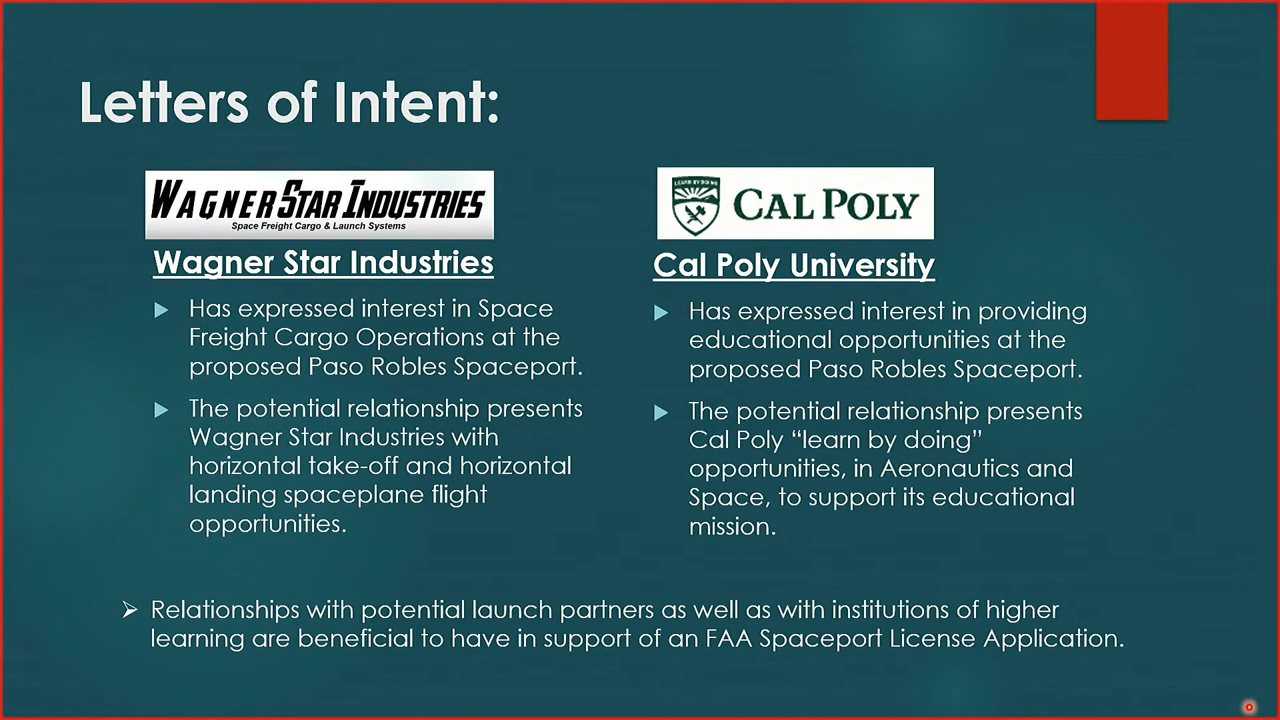 Letters of Intent:
WAGNER STAR INDUSTRIES
Space Freight Cargo & Launch Systems
Wagner Star Industries
Has expressed interest in Space
Freight Cargo Operations at the
proposed Paso Robles Spaceport.
The potential relationship presents
Wagner Star Industries with
horizontal take-off and horizontal
landing spaceplane flight
opportunities.
LEARN BY DOING
CAL POLY
Cal Poly University
Has expressed interest in providing
educational opportunities at the
proposed Paso Robles Spaceport.
The potential relationship presents
Cal Poly “learn by doing”
opportunities, in Aeronautics and
Space, to support its educational
mission.
Relationships with potential launch partners as well as with institutions of higher
learning are beneficial to have in support of an FAA Spaceport License Application.